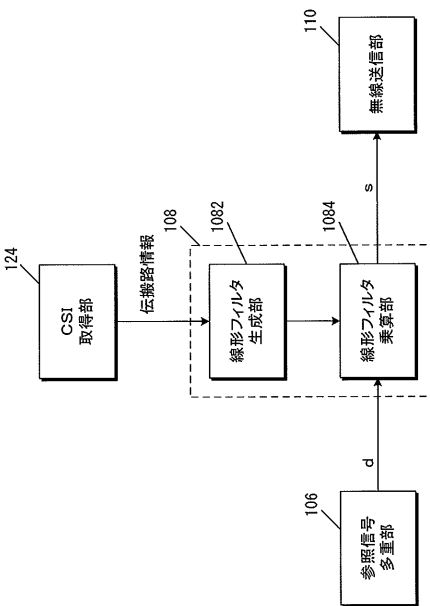 124
CSI
取得部
伝搬路情報
108
1082
線形フィルタ
生成部
1084
線形フィルタ
乗算部
106
参照信号
多重部
d
s
110
無線送信部